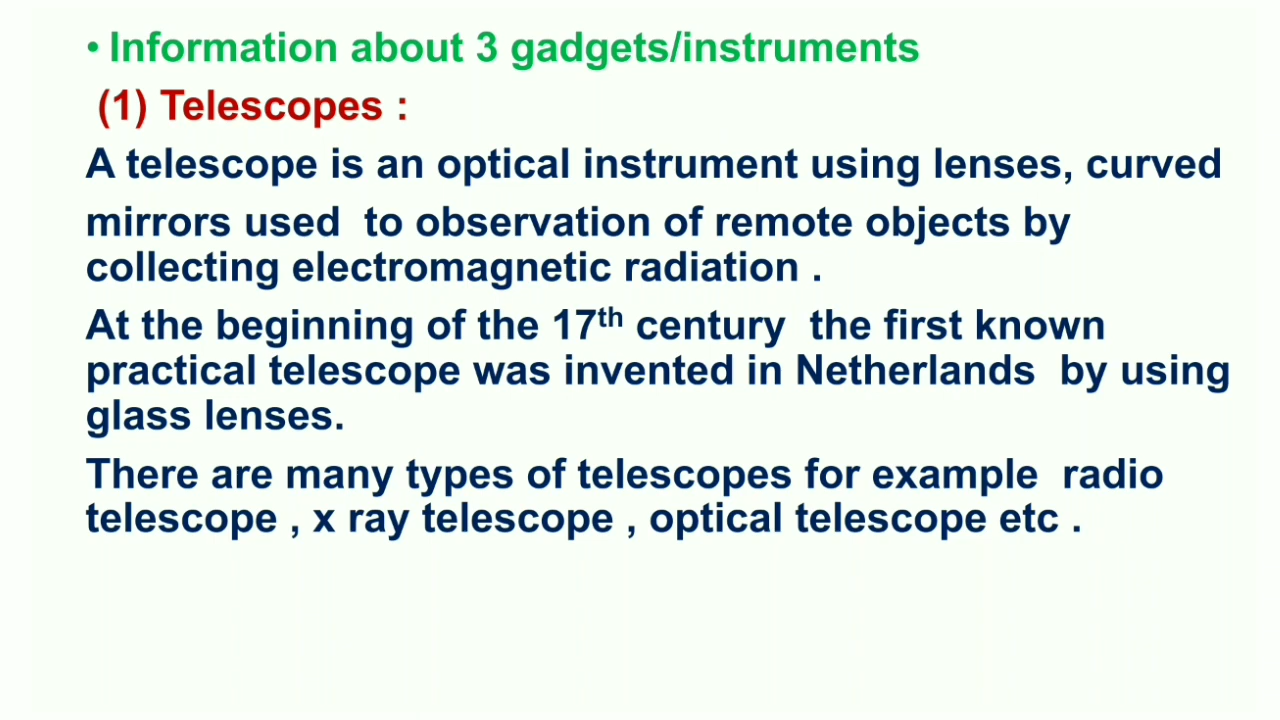 • Information about 3 gadgets/instruments
(1) Telescopes :
A telescope is an optical instrument using lenses, curved
mirrors used to observation of remote objects by
collecting electromagnetic radiation .
At the beginning of the 17th century the first known
practical telescope was invented in Netherlands by using
glass lenses.
There are many types of telescopes for example radio
telescope , x ray telescope , optical telescope etc .